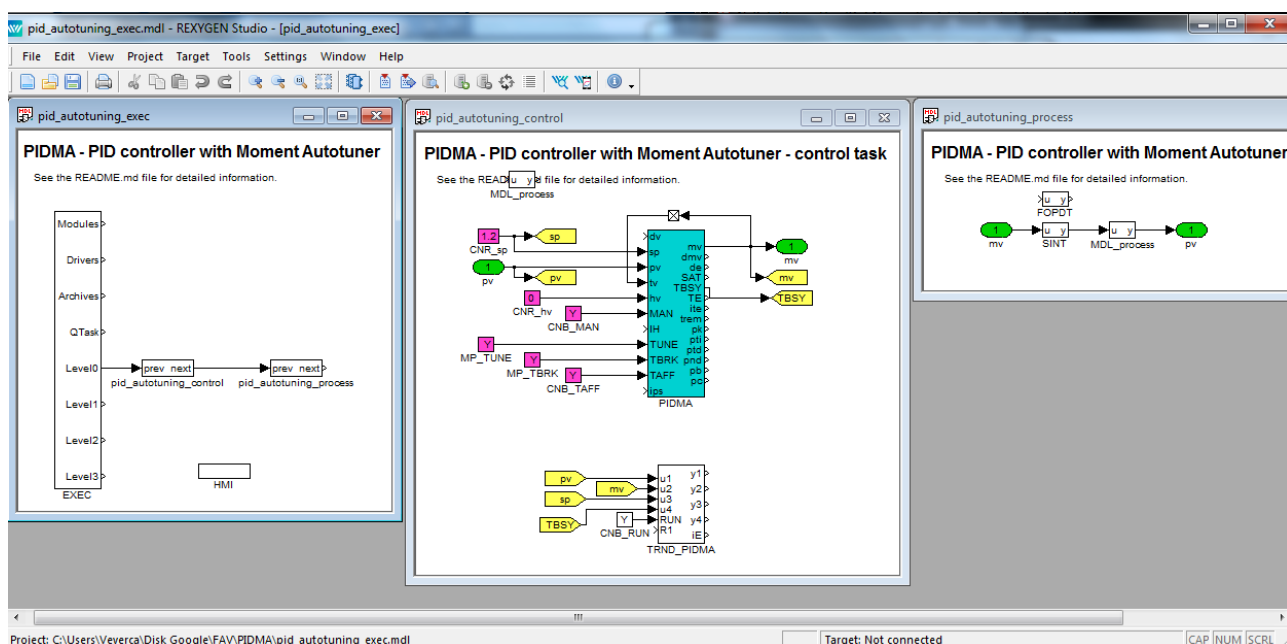 pid_autotuning_exec.mdl - REXYGEN Studio - [pid_autotuning_exec]
File Edit View Project Target Tools Settings Window Help
pid_autotuning_exec
PIDMA - PID controller with Moment Autotuner
See the README.md file for detailed information.
Modules
Drivers
Archives
QTask
Level0
prev next
prev next
pid_autotuning_control
pid_autotuning_process
Level1
Level2
Level3
EXEC
HMI
pid_autotuning_control
PIDMA - PID controller with Moment Autotuner - control task
See the READ u y file for detailed information.
MDL_process
1.2
sp
CNR_sp
1
pv
pv
0
CNR_hv
Y
CNB_MAN
Y
MP_TUNE
Y
MP_TBRK
Y
CNB_TAFF
dv
sp
pv
tv
hv
MAN
IH
TUNE
TBRK
TAFF
ips
mv
dmv
de
SAT
TBSY
TE
ite
trem
pk
pti
ptd
pnd
pb
pc
PIDMA
1
mv
mv
TBSY
pv
mv
sp
TBSY
Y
CNB_RUN
u1
u2
u3
u4
RUN
R1
y1
y2
y3
y4
iE
TRND_PIDMA
pid_autotuning_process
PIDMA - PID controller with Moment Autotuner
See the README.md file for detailed information.
u y
FOPDT
1
mv
u y
SINT
u y
MDL_process
1
pv
Project: C:\Users\Veverca\Disk Google\FAV\PIDMA\pid_autotuning_exec.mdl
Target: Not connected
CAP NUM SCRL